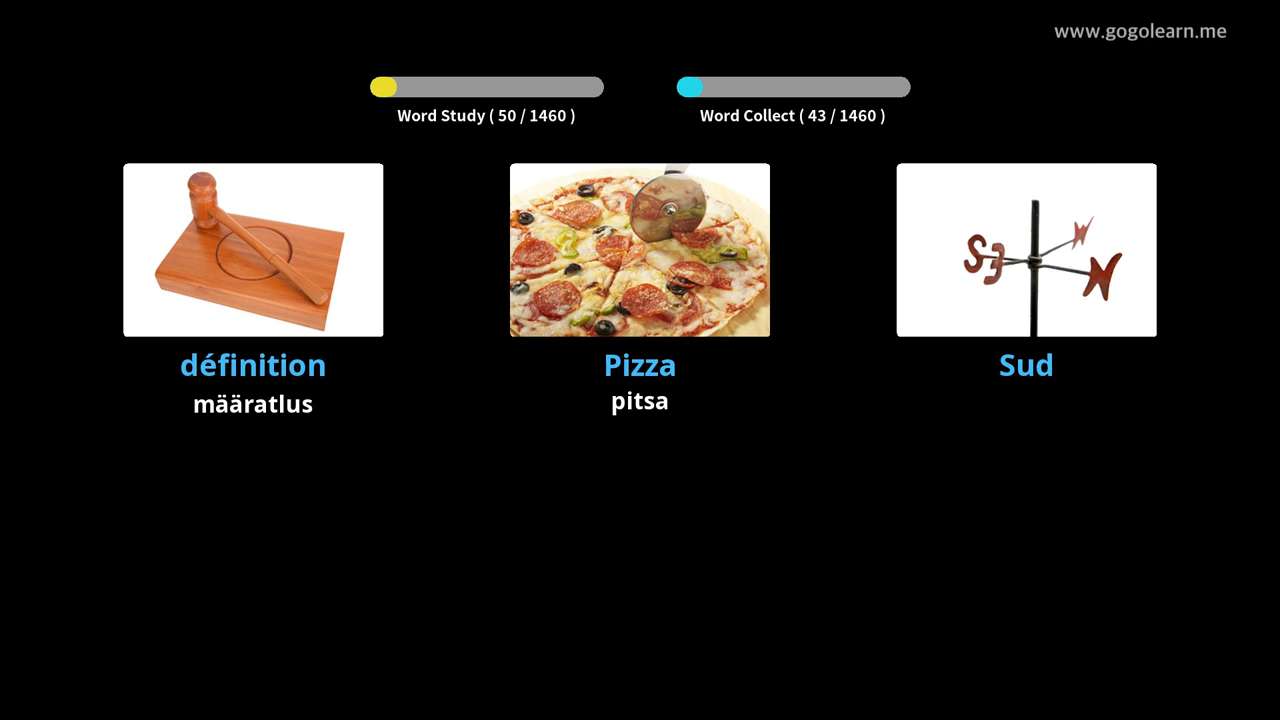 www.gogolearn.me
Word Study ( 50 / 1460 )
Word Collect ( 43 / 1460 )
S
E
N
définition
Pizza
Sud
määratlus
pitsa